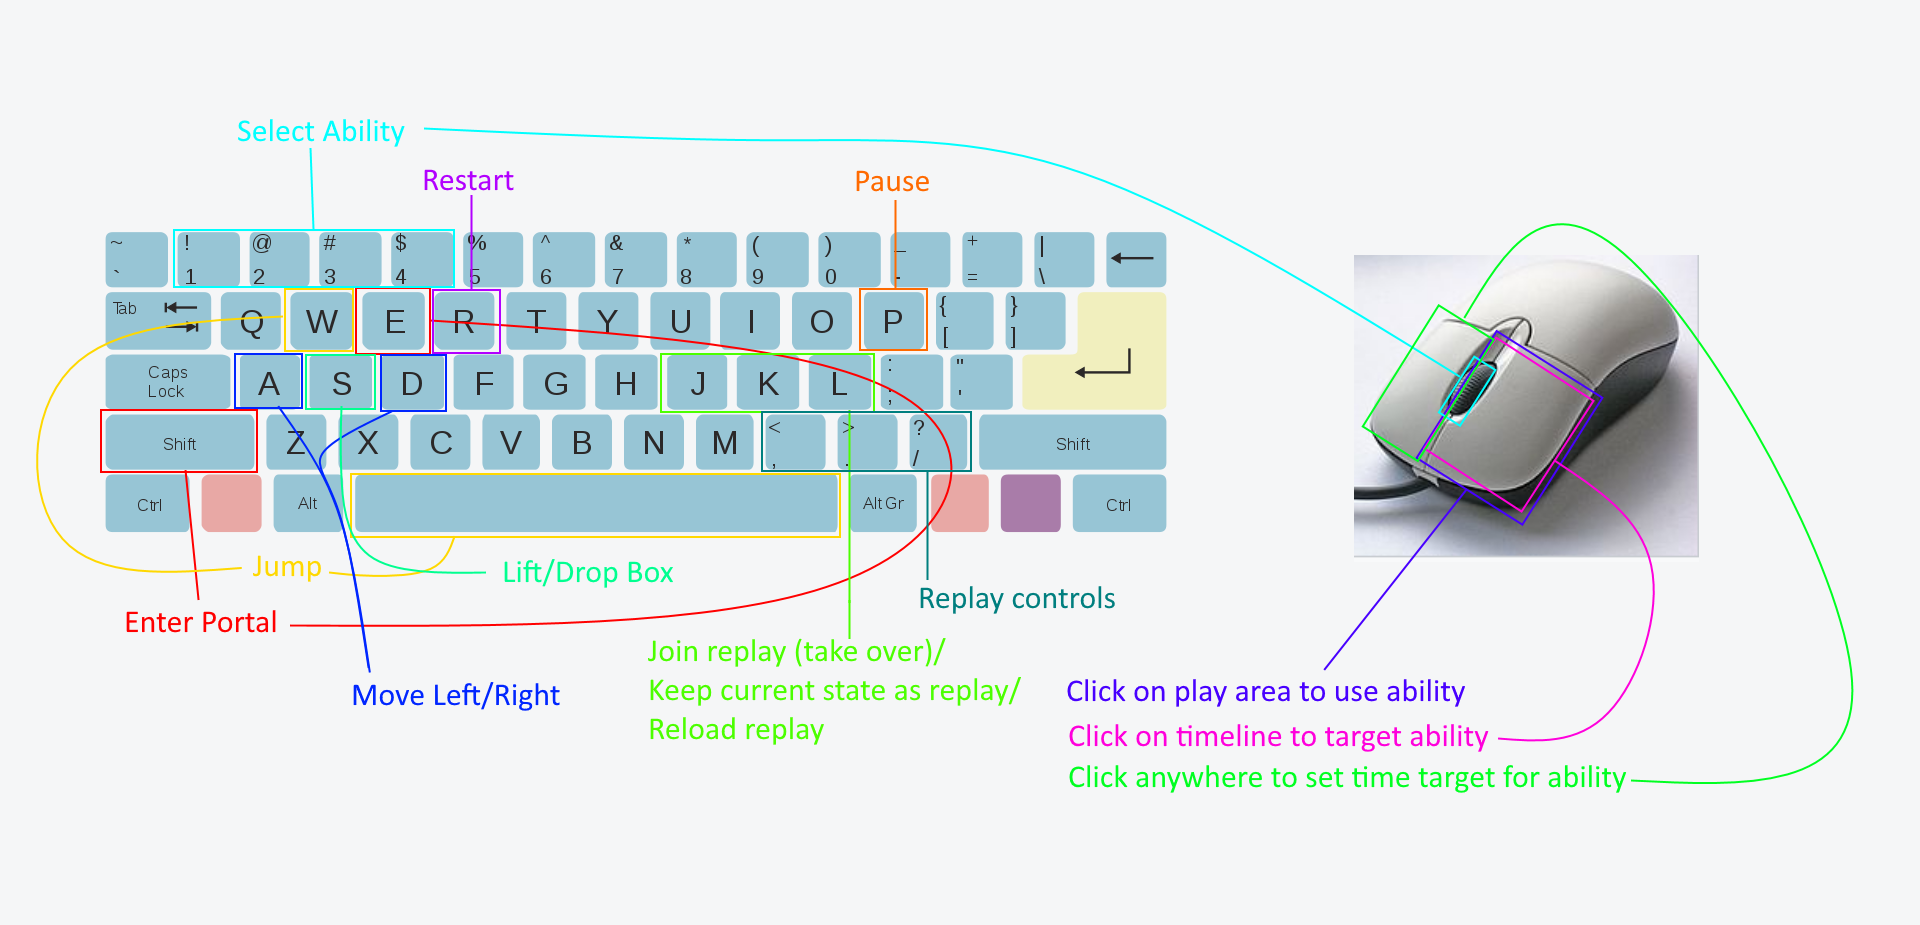 Select Ability
Restart
Pause
~ ! @ # $ % ^ & * ( ) _ + |
` 1 2 3 4 5 6 7 8 9 0 - = \
Tab Q W E R T Y U I O P { [ } ]
Caps Lock A S D F G H J K L : ; " '
Shift Z X C V B N M < , > . ? / Shift
Ctrl Alt Alt Gr Ctrl
Jump
Lift/Drop Box
Replay controls
Enter Portal
Join replay (take over)/
Keep current state as replay/
Reload replay
Move Left/Right
Click on play area to use ability
Click on timeline to target ability
Click anywhere to set time target for ability